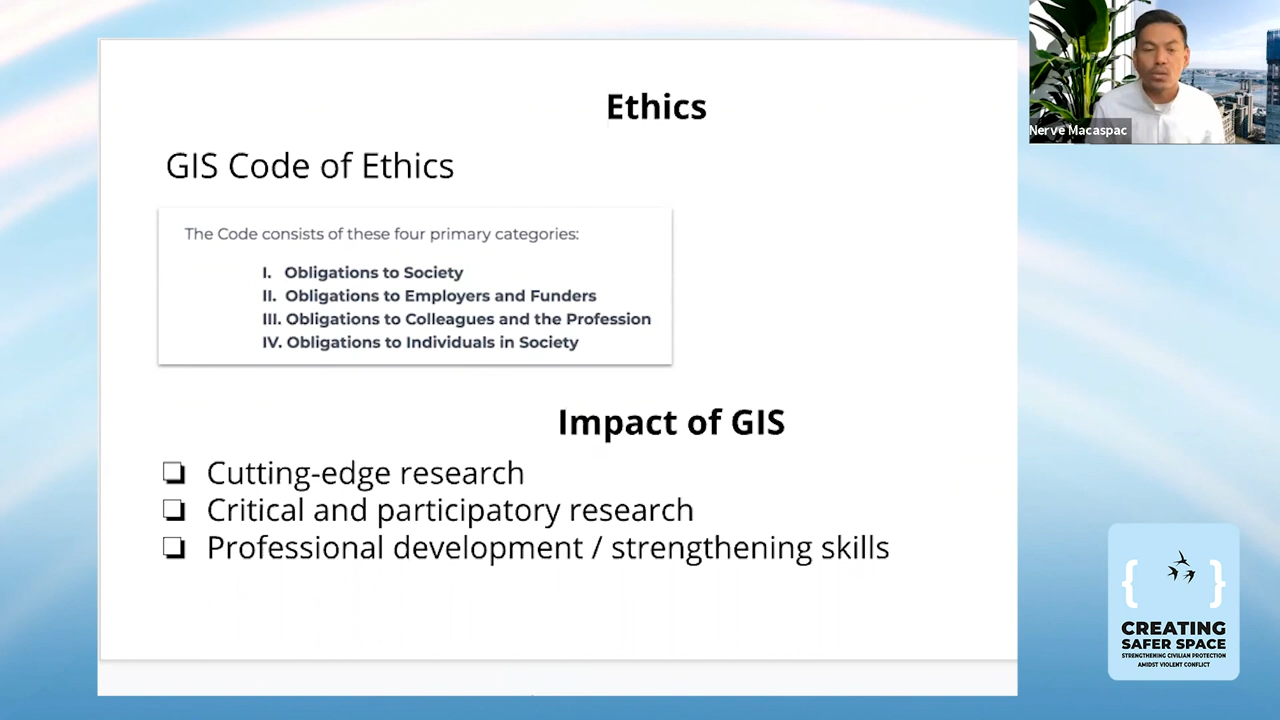 Ethics
GIS Code of Ethics
The Code consists of these four primary categories:
I. Obligations to Society
II. Obligations to Employers and Funders
III. Obligations to Colleagues and the Profession
IV. Obligations to Individuals in Society
Impact of GIS
❏ Cutting-edge research
❏ Critical and participatory research
❏ Professional development / strengthening skills
Nerve Macaspac
CREATING
SAFER SPACE
STRENGTHENING CIVILIAN PROTECTION
AMIDST VIOLENT CONFLICT